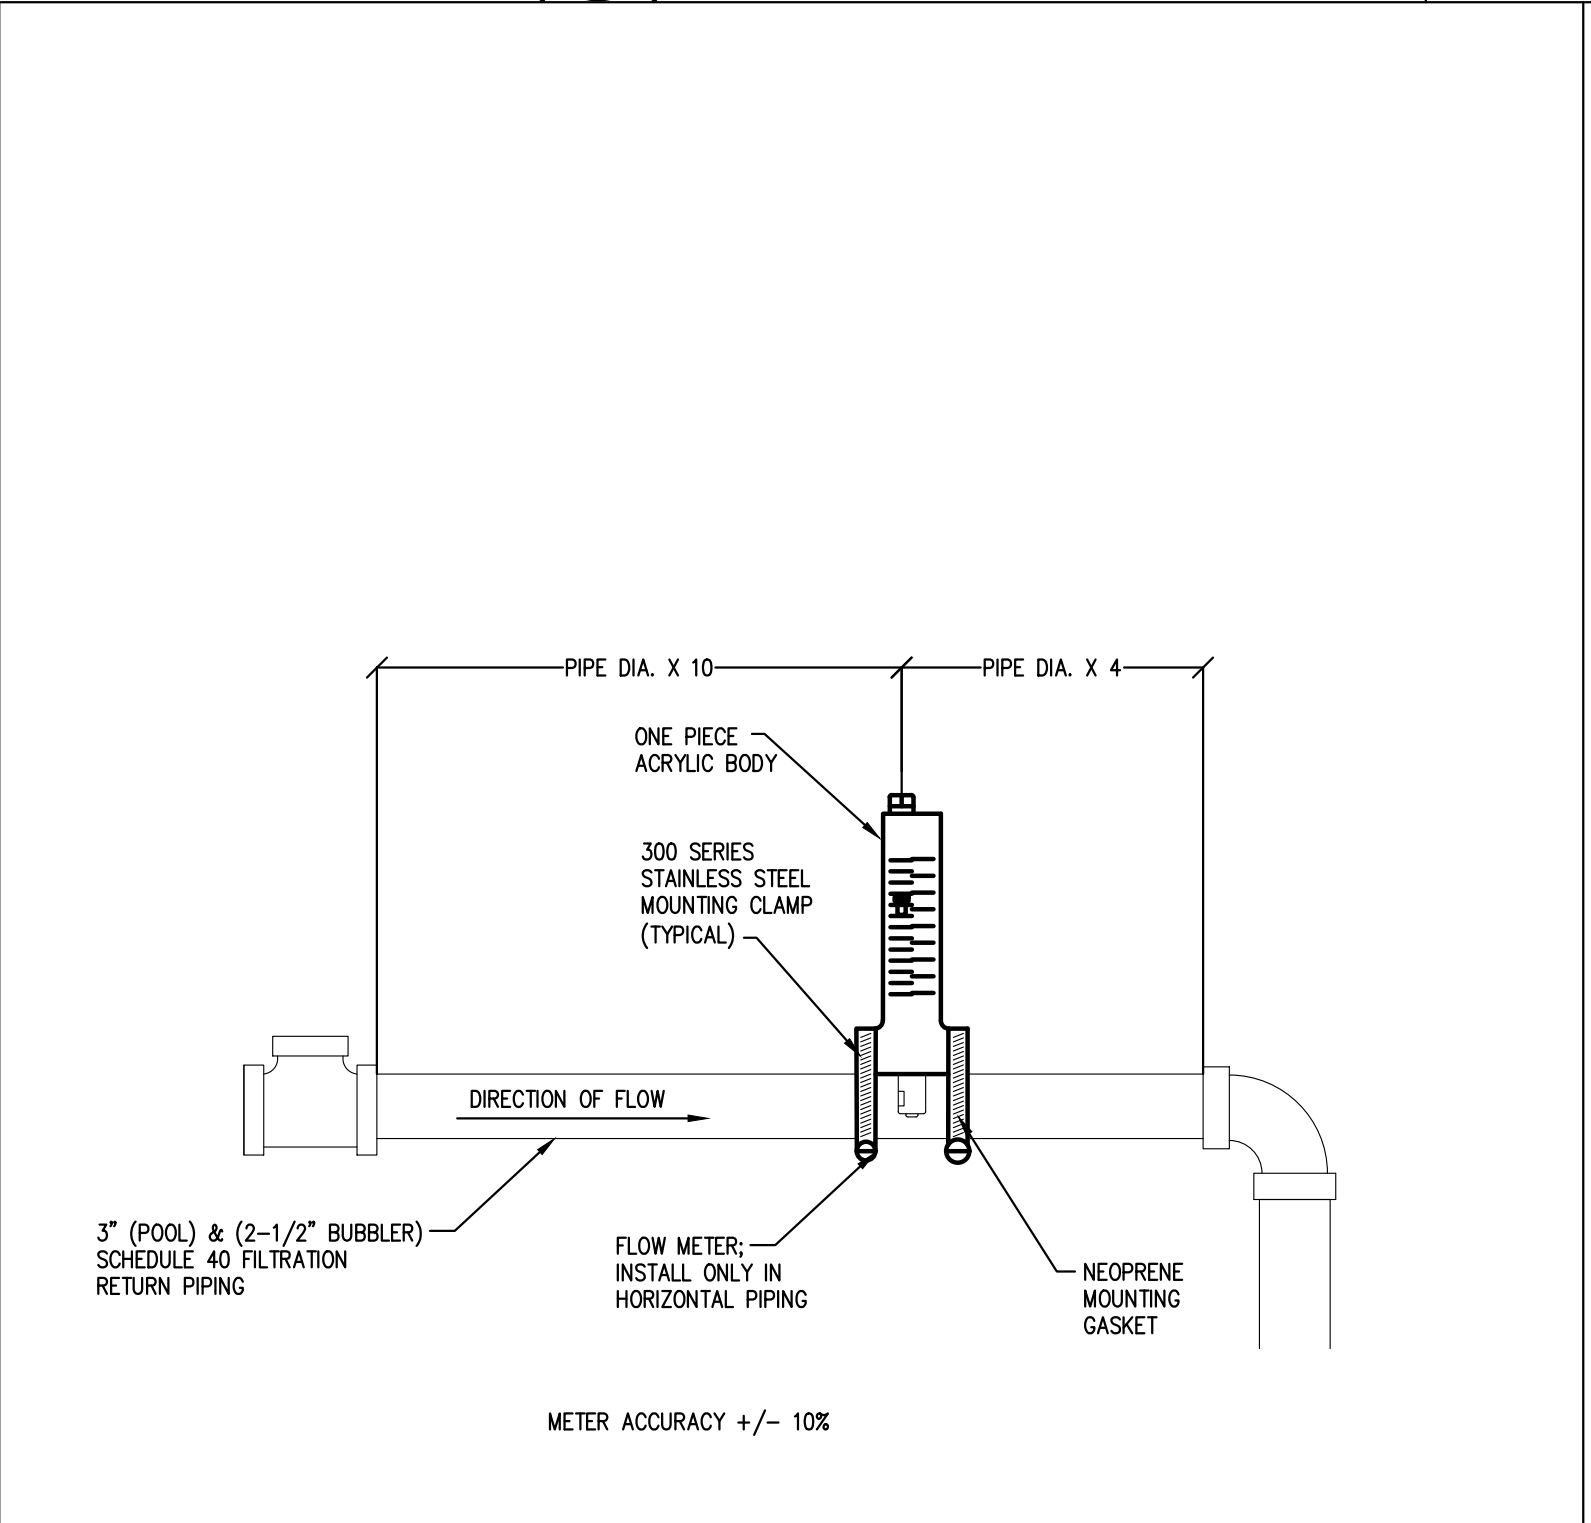 PIPE DIA. X 10
PIPE DIA. X 4
ONE PIECE
ACRYLIC BODY
300 SERIES
STAINLESS STEEL
MOUNTING CLAMP
(TYPICAL)
DIRECTION OF FLOW
3" (POOL) & (2-1/2" BUBBLER)
SCHEDULE 40 FILTRATION
RETURN PIPING
FLOW METER;
INSTALL ONLY IN
HORIZONTAL PIPING
NEOPRENE
MOUNTING
GASKET
METER ACCURACY +/- 10%